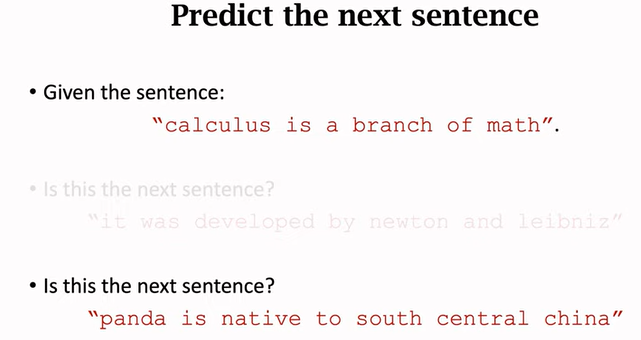 Predict the next sentence
• Given the sentence:
“calculus is a branch of math”.
• Is this the next sentence?
“it was developed by newton and leibniz”
• Is this the next sentence?
“panda is native to south central china”